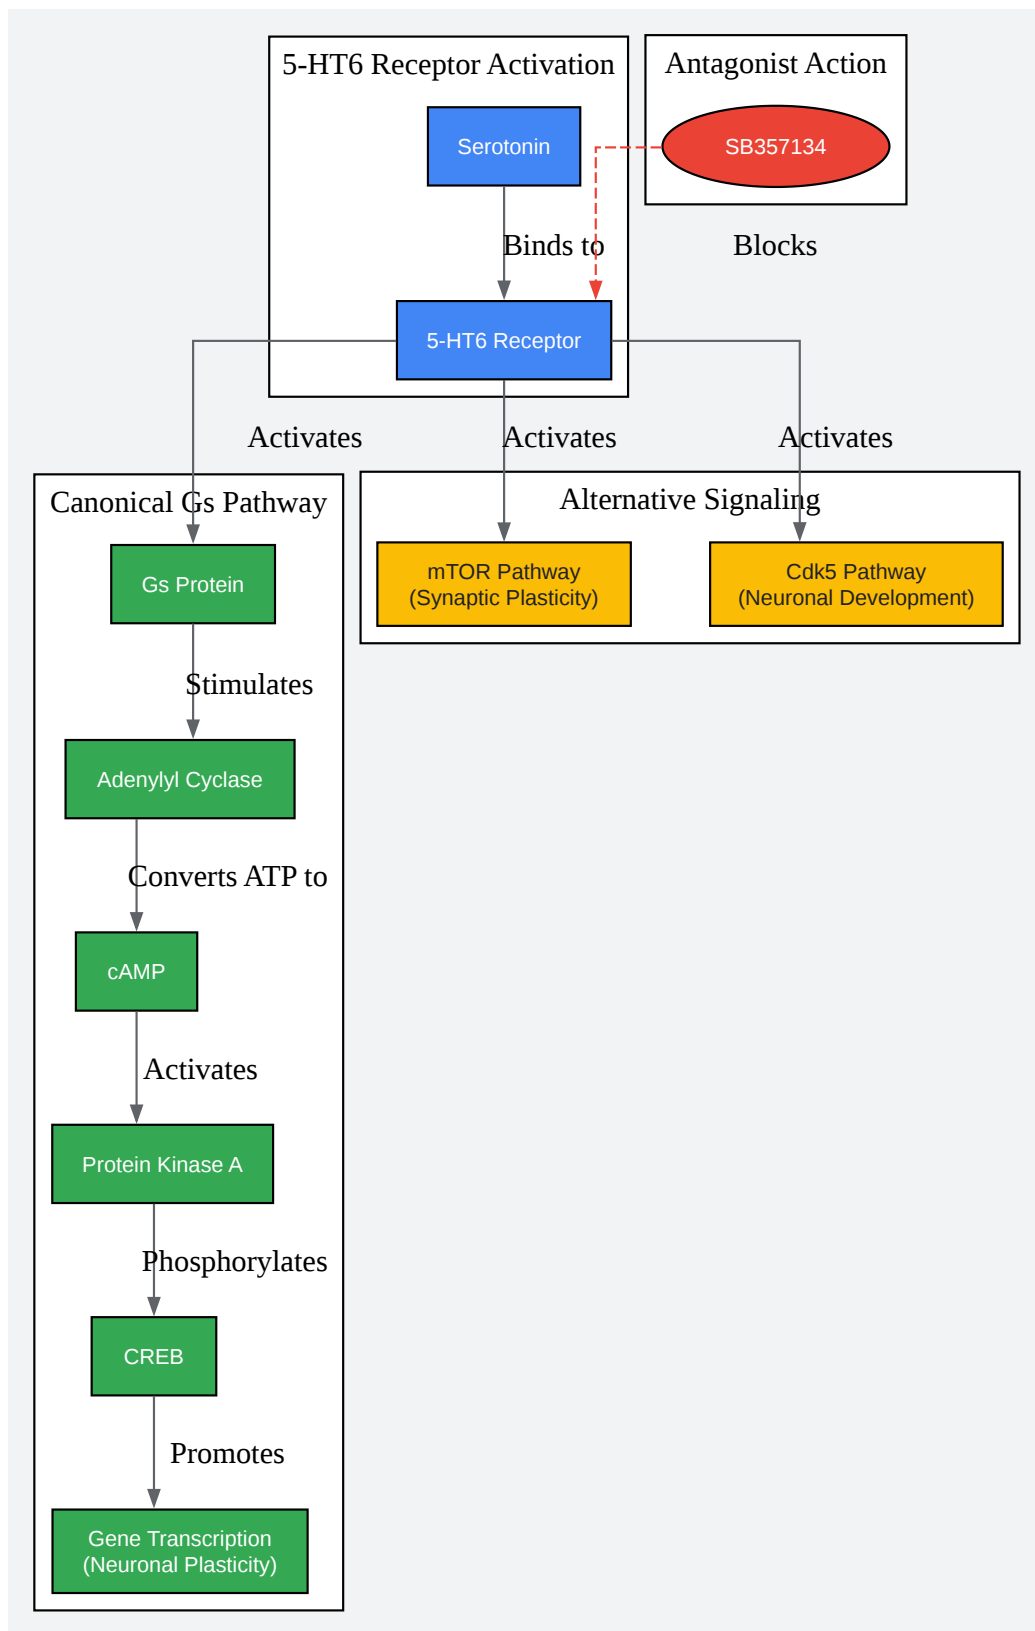 5-HT6 Receptor Activation
Antagonist Action
Serotonin
SB357134
Binds to
Blocks
5-HT6 Receptor
Activates
Activates
Activates
Canonical Gs Pathway
Alternative Signaling
Gs Protein
mTOR Pathway
(Synaptic Plasticity)
Cdk5 Pathway
(Neuronal Development)
Stimulates
Adenylyl Cyclase
Converts ATP to
cAMP
Activates
Protein Kinase A
Phosphorylates
CREB
Promotes
Gene Transcription
(Neuronal Plasticity)